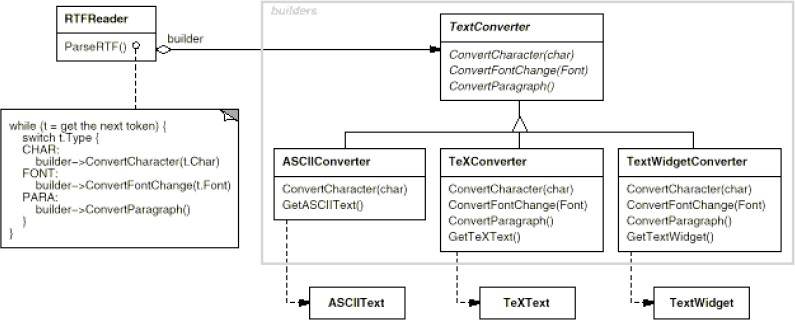 builders
RTFReader
ParseRTF()
builder
TextConverter
ConvertCharacter(char)
ConvertFontChange(Font)
ConvertParagraph()
while (t = get the next token) {
switch t.Type {
CHAR:
builder->ConvertCharacter(t.Char)
FONT:
builder->ConvertFontChange(t.Font)
PARA:
builder->ConvertParagraph()
}
}
ASCIIConverter
ConvertCharacter(char)
GetASCIIText()
TeXConverter
ConvertCharacter(char)
ConvertFontChange(Font)
ConvertParagraph()
GetTeXText()
TextWidgetConverter
ConvertCharacter(char)
ConvertFontChange(Font)
ConvertParagraph()
GetTextWidget()
ASCIIText
TeXText
TextWidget